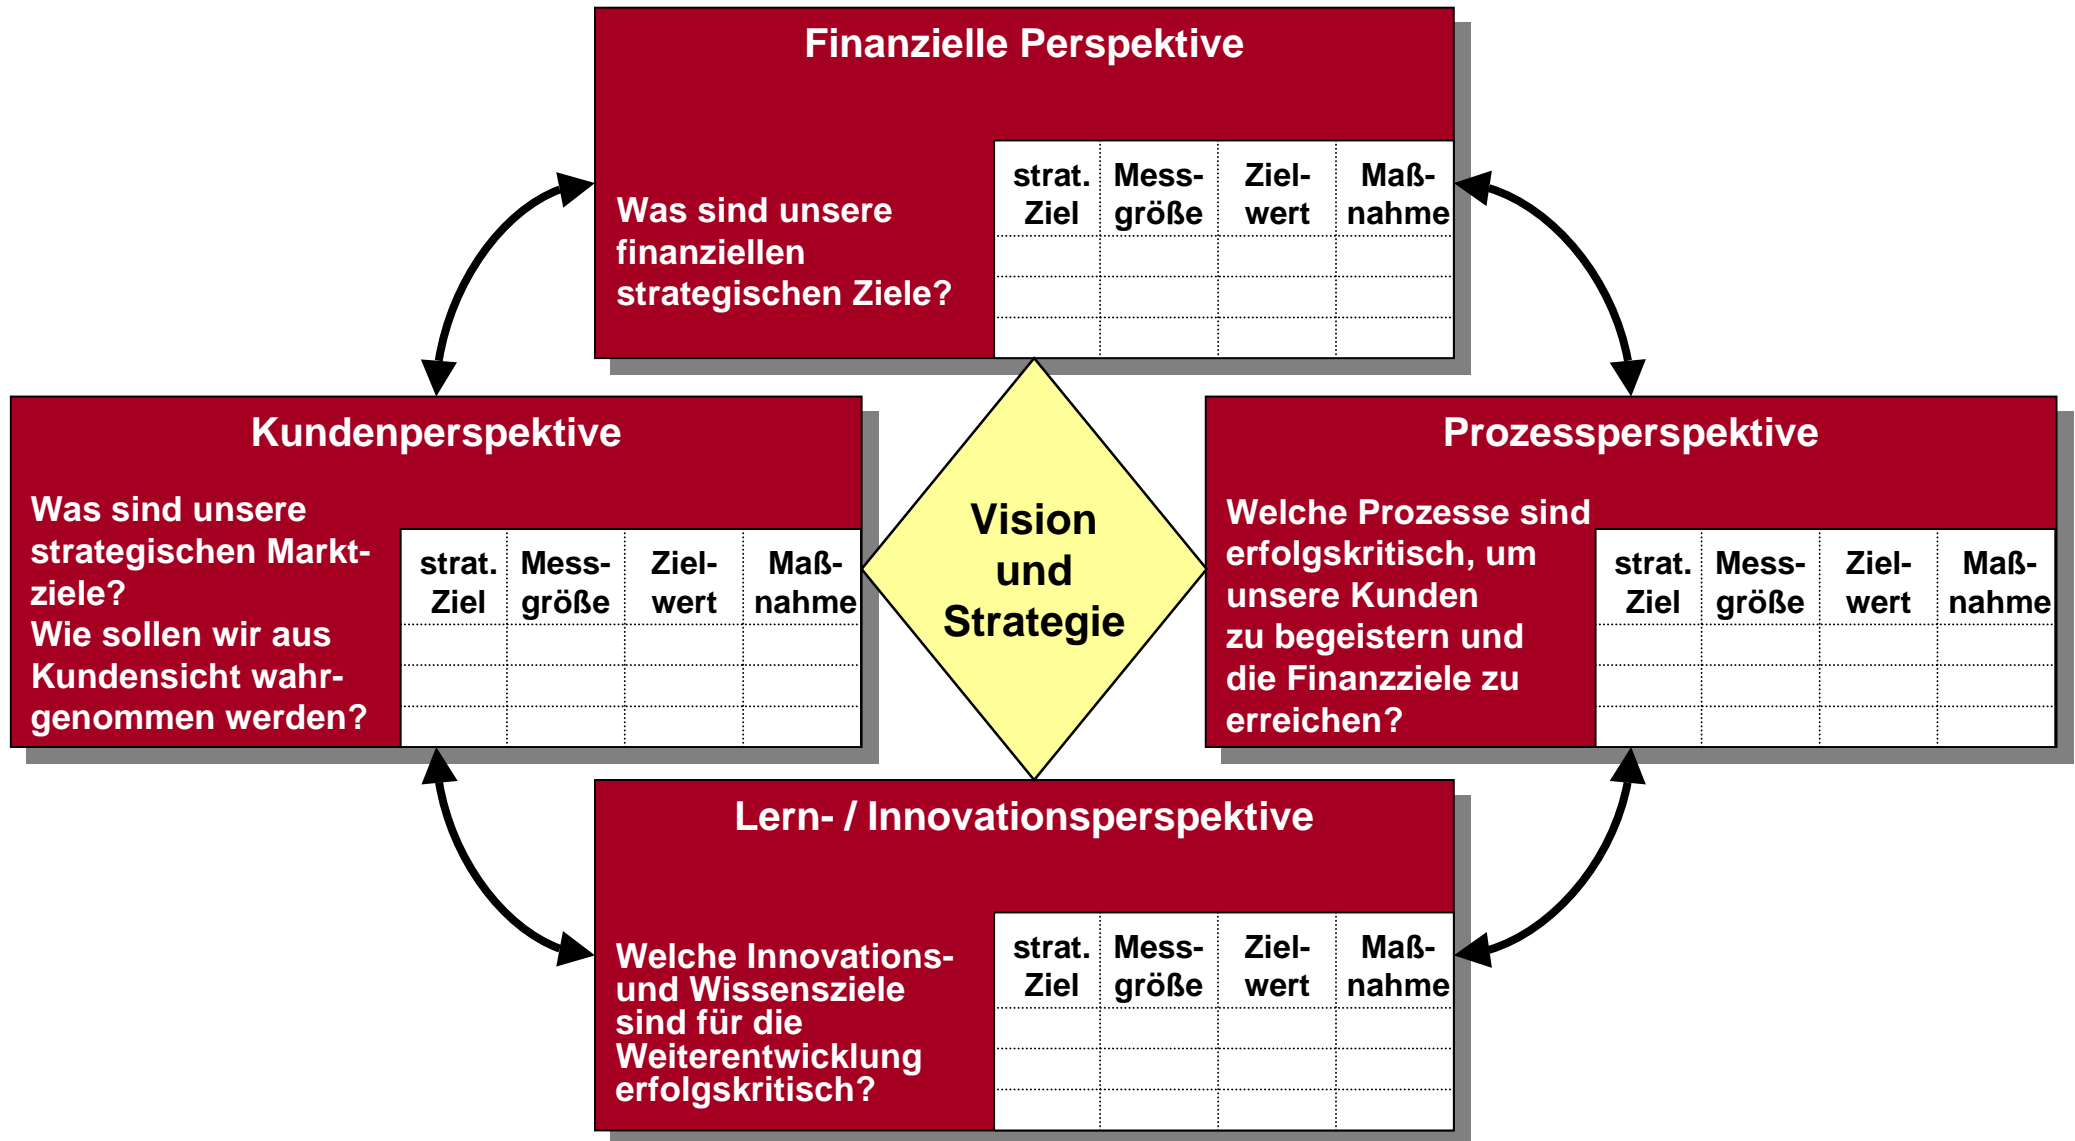 Finanzielle Perspektive
Was sind unsere
finanziellen
strategischen Ziele?
strat. Mess- Ziel- Maß-
Ziel größe wert nahme
Kundenperspektive
Was sind unsere
strategischen Markt-
ziele?
Wie sollen wir aus
Kundensicht wahr-
genommen werden?
strat. Mess- Ziel- Maß-
Ziel größe wert nahme
Vision
und
Strategie
Prozessperspektive
Welche Prozesse sind
erfolgskritisch, um
unsere Kunden
zu begeistern und
die Finanzziele zu
erreichen?
strat. Mess- Ziel- Maß-
Ziel größe wert nahme
Lern- / Innovationsperspektive
Welche Innovations-
und Wissensziele
sind für die
Weiterentwicklung
erfolgskritisch?
strat. Mess- Ziel- Maß-
Ziel größe wert nahme